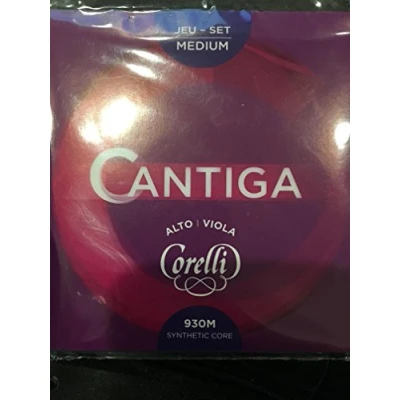 JEU – SET
MEDIUM
CANTIGA
ALTO | VIOLA
Corelli
930M
SYNTHETIC CORE